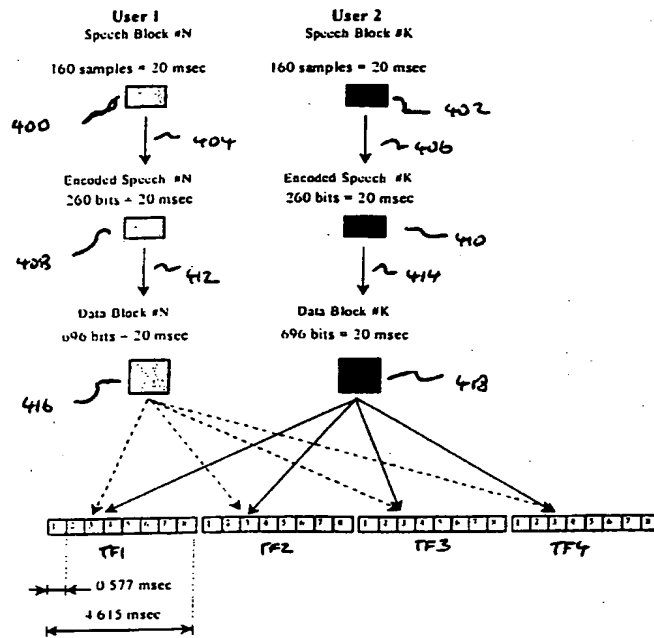 User 1
Speech Block #N
160 samples = 20 msec
400
404
Encoded Speech #N
260 bits = 20 msec
408
412
Data Block #N
696 bits = 20 msec
416
User 2
Speech Block #K
160 samples = 20 msec
402
406
Encoded Speech #K
260 bits = 20 msec
410
414
Data Block #K
696 bits = 20 msec
418
1 2 3 4 5 6 7 8
1 2 3 4 5 6 7 8
1 2 3 4 5 6 7 8
1 2 3 4 5 6 7 8
TF1
TF2
TF3
TF4
0 577 msec
4 615 msec